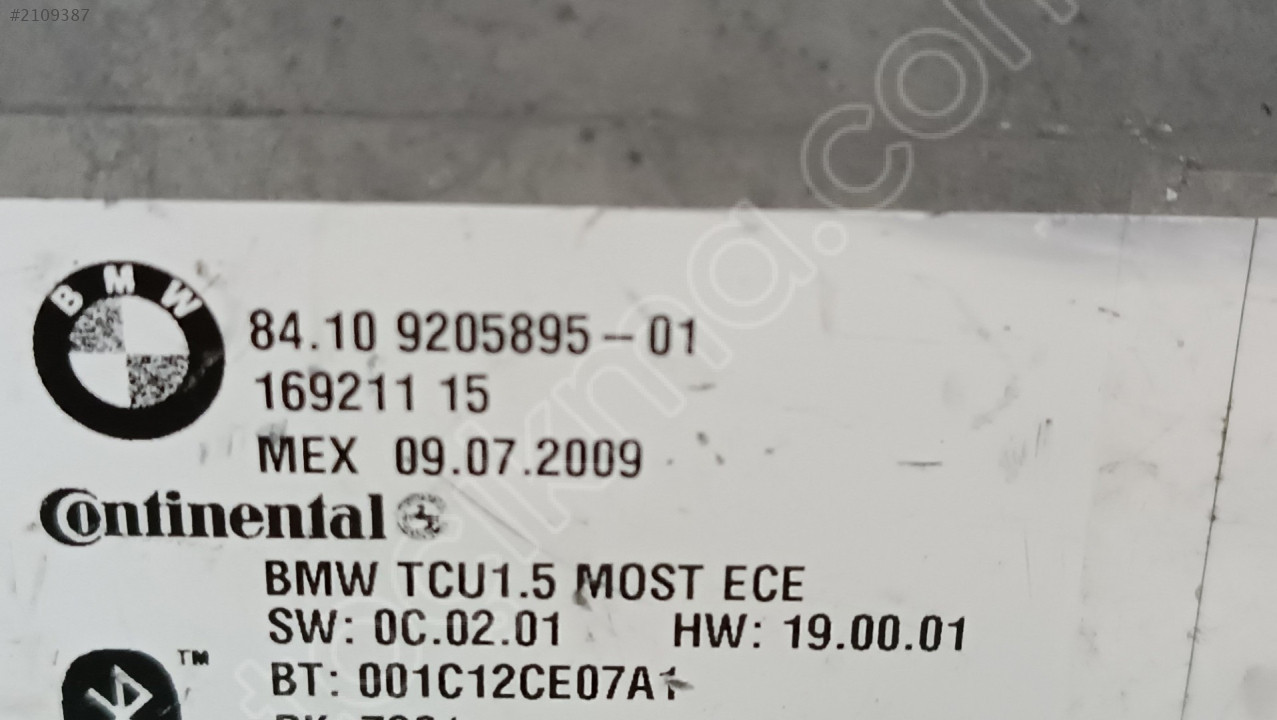 #2109387
BMW
84.10 9205895-01
169211 15
MEX 09.07.2009
Continental
BMW TCU1.5 MOST ECE
SW: 0C.02.01 HW: 19.00.01
™
BT: 001C12CE07A1